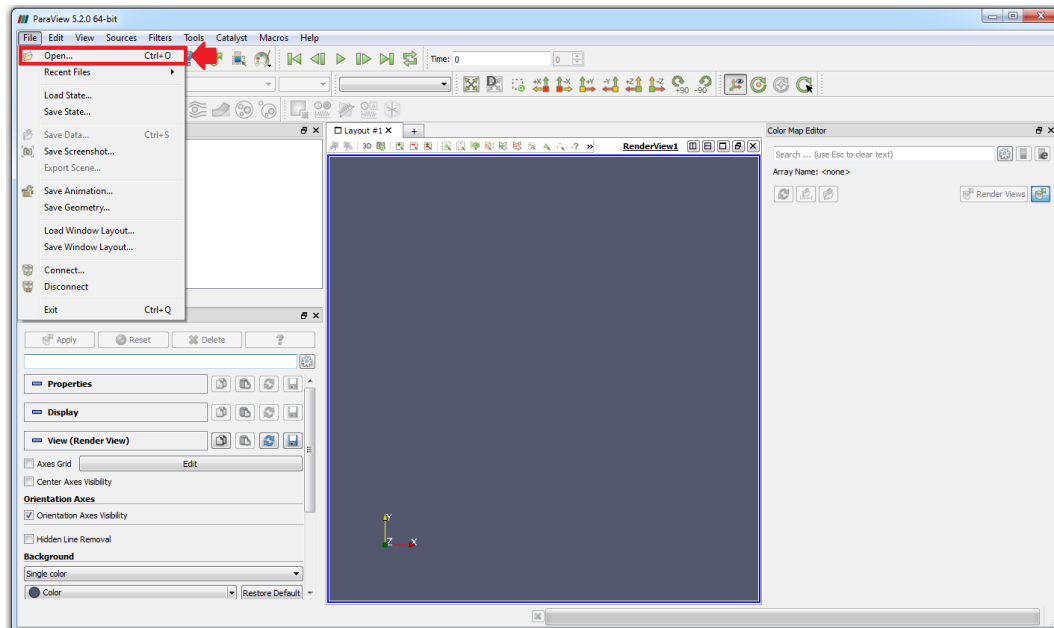 ParaView 5.2.0 64-bit
File Edit View Sources Filters Tools Catalyst Macros Help
Open... Ctrl+O
Recent Files
Load State...
Save State...
Save Data... Ctrl+S
Save Screenshot...
Export Scene...
Save Animation...
Save Geometry...
Load Window Layout...
Save Window Layout...
Connect...
Disconnect
Exit Ctrl+Q
Time: 0 0
+X -X +Y -Y +Z -Z +90 -90
Layout #1 +
3D RenderView1
Color Map Editor
Search ... (use Esc to clear text)
Array Name: <none>
Render Views
Apply Reset Delete ?
Properties
Display
View (Render View)
Axes Grid Edit
Center Axes Visibility
Orientation Axes
Orientation Axes Visibility
Hidden Line Removal
Background
Single color
Color Restore Default
Y
Z X